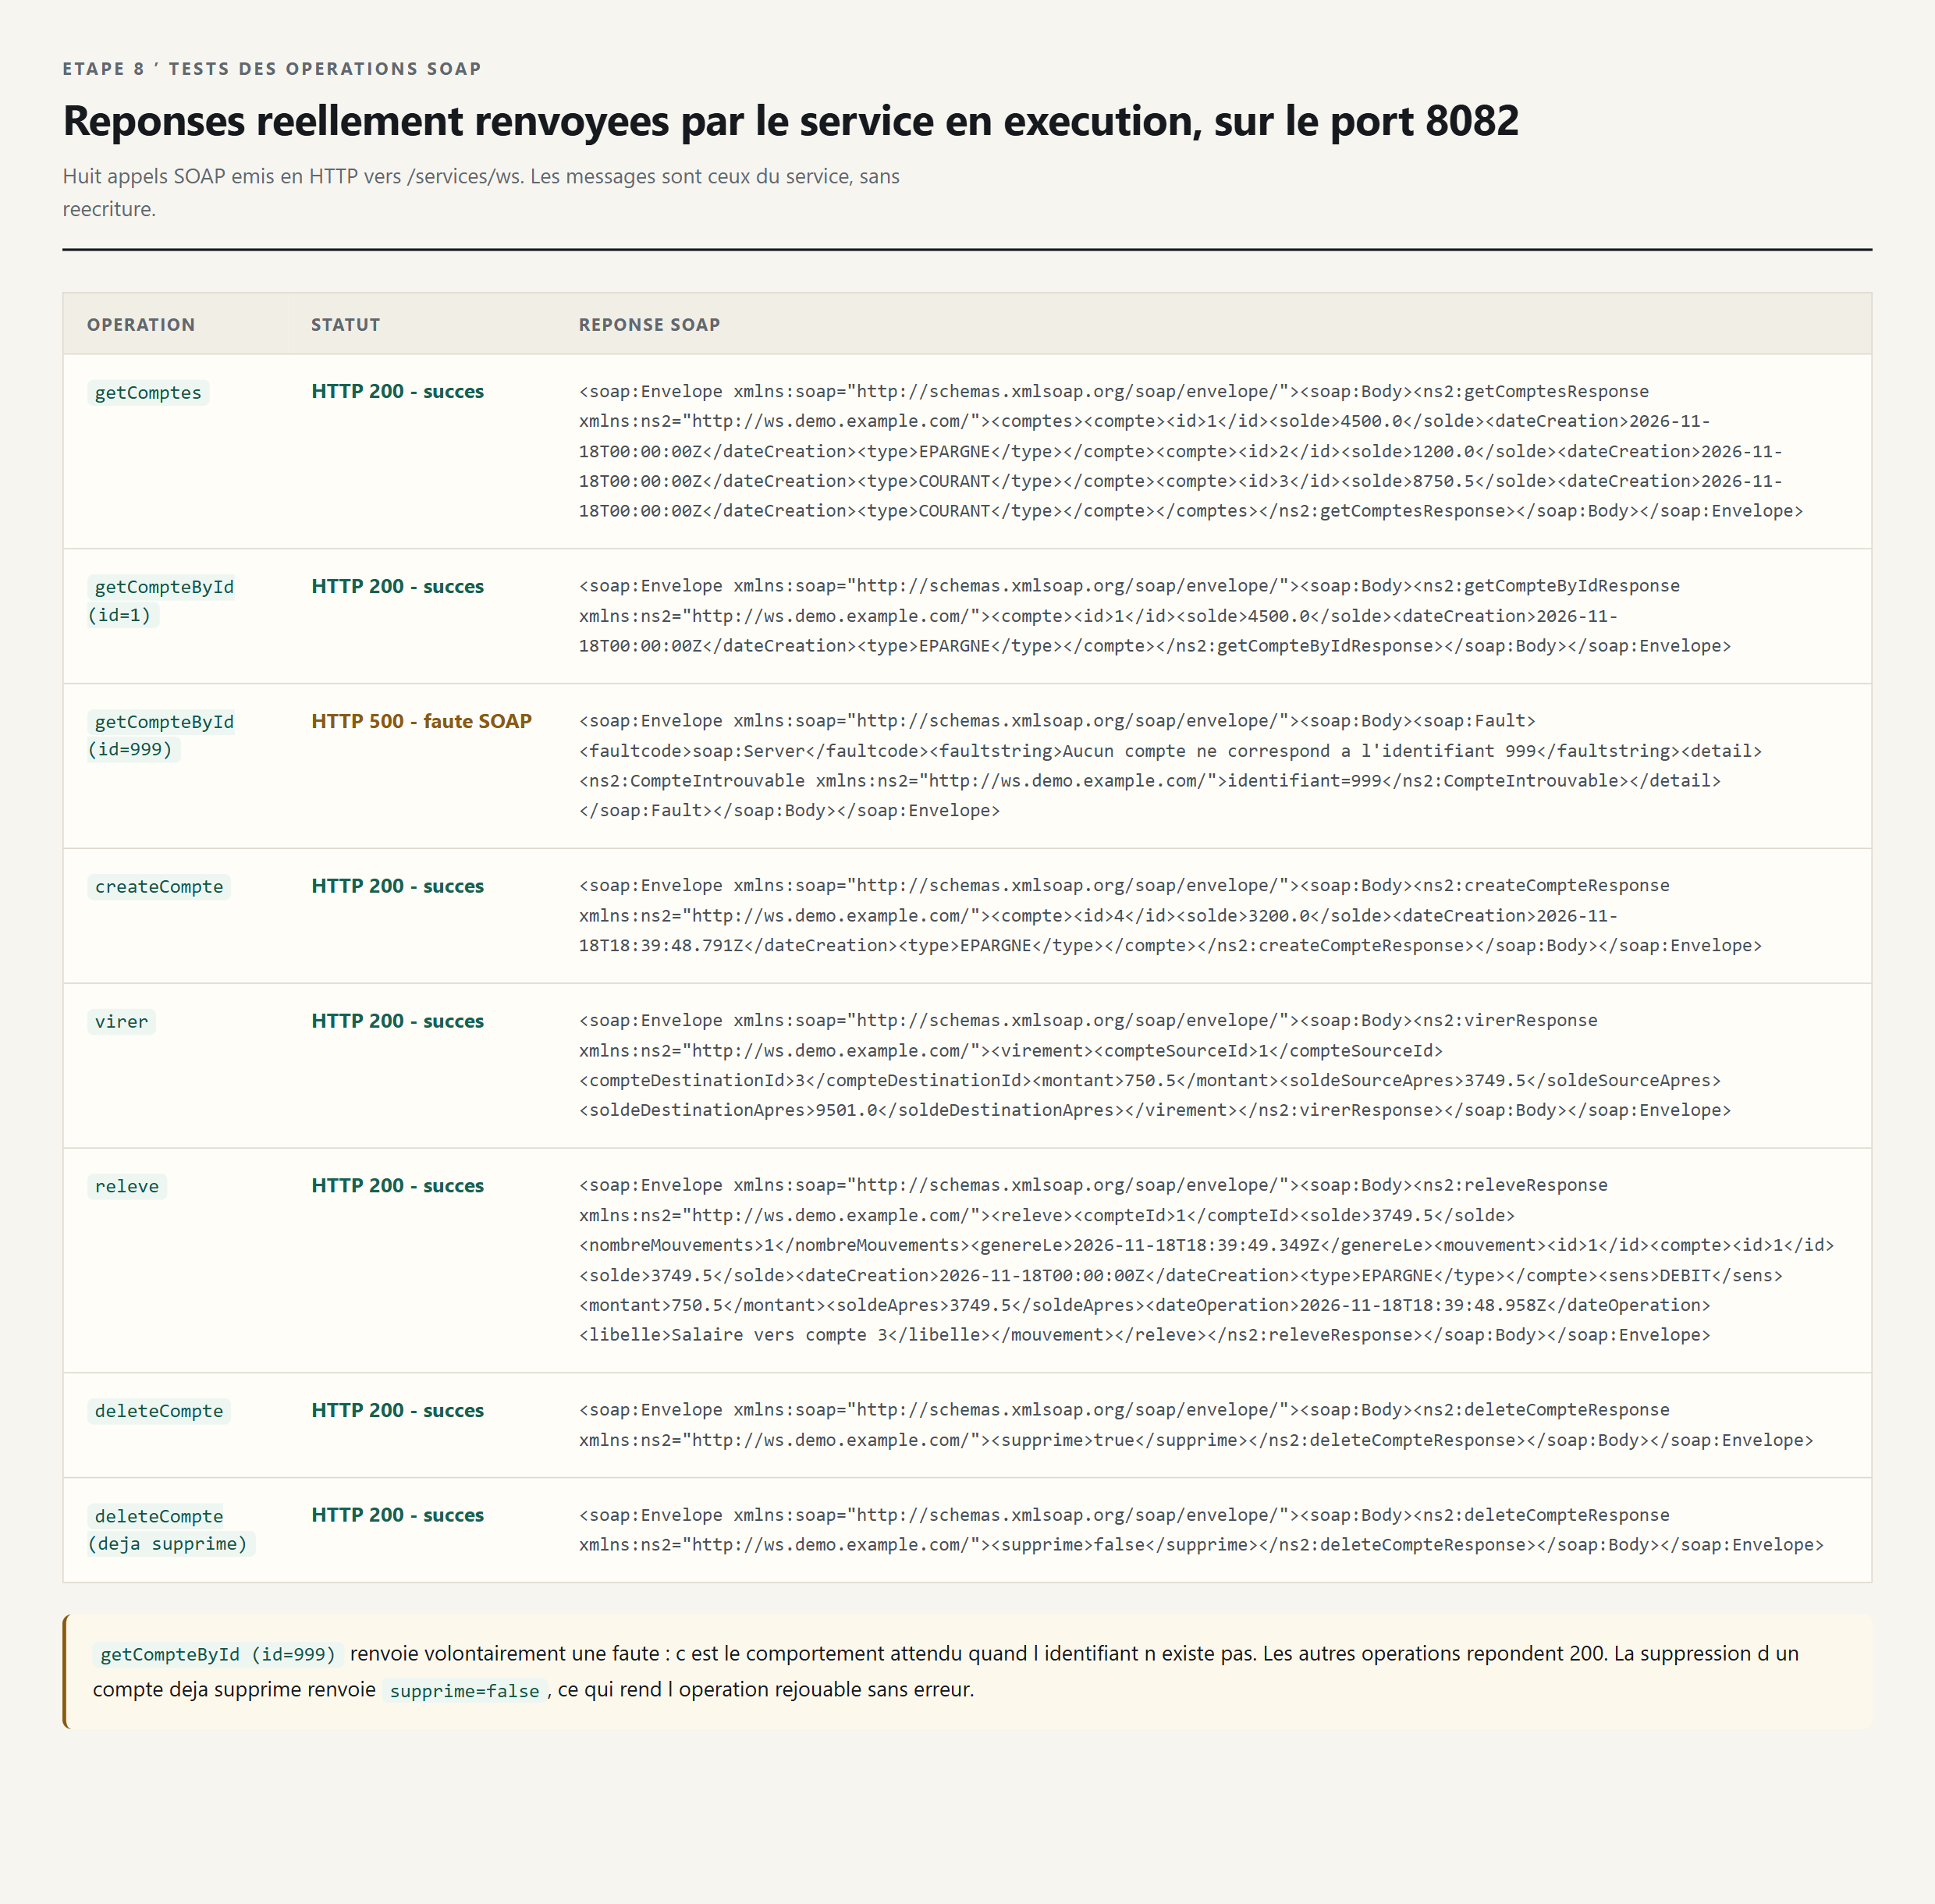 ETAPE 8 ’ TESTS DES OPERATIONS SOAP
Reponses reellement renvoyees par le service en execution, sur le port 8082
Huit appels SOAP emis en HTTP vers /services/ws. Les messages sont ceux du service, sans
reecriture.
OPERATION STATUT REPONSE SOAP
getComptes HTTP 200 - succes <soap:Envelope xmlns:soap="http://schemas.xmlsoap.org/soap/envelope/"><soap:Body><ns2:getComptesResponse
xmlns:ns2="http://ws.demo.example.com/"><comptes><compte><id>1</id><solde>4500.0</solde><dateCreation>2026-11-
18T00:00:00Z</dateCreation><type>EPARGNE</type></compte><compte><id>2</id><solde>1200.0</solde><dateCreation>2026-11-
18T00:00:00Z</dateCreation><type>COURANT</type></compte><compte><id>3</id><solde>8750.5</solde><dateCreation>2026-11-
18T00:00:00Z</dateCreation><type>COURANT</type></compte></comptes></ns2:getComptesResponse></soap:Body></soap:Envelope>
getCompteById HTTP 200 - succes <soap:Envelope xmlns:soap="http://schemas.xmlsoap.org/soap/envelope/"><soap:Body><ns2:getCompteByIdResponse
(id=1) xmlns:ns2="http://ws.demo.example.com/"><compte><id>1</id><solde>4500.0</solde><dateCreation>2026-11-
18T00:00:00Z</dateCreation><type>EPARGNE</type></compte></ns2:getCompteByIdResponse></soap:Body></soap:Envelope>
getCompteById HTTP 500 - faute SOAP <soap:Envelope xmlns:soap="http://schemas.xmlsoap.org/soap/envelope/"><soap:Body><soap:Fault>
(id=999) <faultcode>soap:Server</faultcode><faultstring>Aucun compte ne correspond a l'identifiant 999</faultstring><detail>
<ns2:CompteIntrouvable xmlns:ns2="http://ws.demo.example.com/">identifiant=999</ns2:CompteIntrouvable></detail>
</soap:Fault></soap:Body></soap:Envelope>
createCompte HTTP 200 - succes <soap:Envelope xmlns:soap="http://schemas.xmlsoap.org/soap/envelope/"><soap:Body><ns2:createCompteResponse
xmlns:ns2="http://ws.demo.example.com/"><compte><id>4</id><solde>3200.0</solde><dateCreation>2026-11-
18T18:39:48.791Z</dateCreation><type>EPARGNE</type></compte></ns2:createCompteResponse></soap:Body></soap:Envelope>
virer HTTP 200 - succes <soap:Envelope xmlns:soap="http://schemas.xmlsoap.org/soap/envelope/"><soap:Body><ns2:virerResponse
xmlns:ns2="http://ws.demo.example.com/"><virement><compteSourceId>1</compteSourceId>
<compteDestinationId>3</compteDestinationId><montant>750.5</montant><soldeSourceApres>3749.5</soldeSourceApres>
<soldeDestinationApres>9501.0</soldeDestinationApres></virement></ns2:virerResponse></soap:Body></soap:Envelope>
releve HTTP 200 - succes <soap:Envelope xmlns:soap="http://schemas.xmlsoap.org/soap/envelope/"><soap:Body><ns2:releveResponse
xmlns:ns2="http://ws.demo.example.com/"><releve><compteId>1</compteId><solde>3749.5</solde>
<nombreMouvements>1</nombreMouvements><genereLe>2026-11-18T18:39:49.349Z</genereLe><mouvement><id>1</id><compte><id>1</id>
<solde>3749.5</solde><dateCreation>2026-11-18T00:00:00Z</dateCreation><type>EPARGNE</type></compte><sens>DEBIT</sens>
<montant>750.5</montant><soldeApres>3749.5</soldeApres><dateOperation>2026-11-18T18:39:48.958Z</dateOperation>
<libelle>Salaire vers compte 3</libelle></mouvement></releve></ns2:releveResponse></soap:Body></soap:Envelope>
deleteCompte HTTP 200 - succes <soap:Envelope xmlns:soap="http://schemas.xmlsoap.org/soap/envelope/"><soap:Body><ns2:deleteCompteResponse
xmlns:ns2="http://ws.demo.example.com/"><supprime>true</supprime></ns2:deleteCompteResponse></soap:Body></soap:Envelope>
deleteCompte HTTP 200 - succes <soap:Envelope xmlns:soap="http://schemas.xmlsoap.org/soap/envelope/"><soap:Body><ns2:deleteCompteResponse
(deja supprime) xmlns:ns2="http://ws.demo.example.com/"><supprime>false</supprime></ns2:deleteCompteResponse></soap:Body></soap:Envelope>
getCompteById (id=999) renvoie volontairement une faute : c est le comportement attendu quand l identifiant n existe pas. Les autres operations repondent 200. La suppression d un
compte deja supprime renvoie supprime=false, ce qui rend l operation rejouable sans erreur.